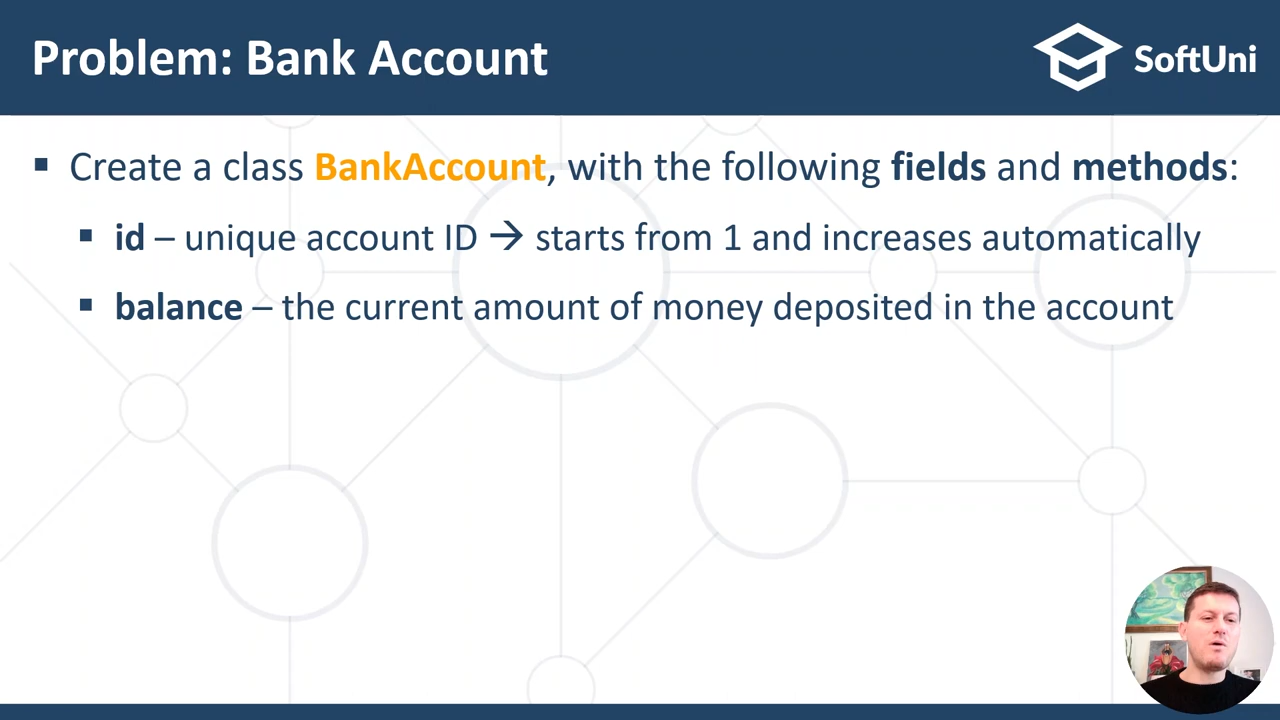 Problem: Bank Account
SoftUni
▪ Create a class BankAccount, with the following fields and methods:
▪ id – unique account ID → starts from 1 and increases automatically
▪ balance – the current amount of money deposited in the account